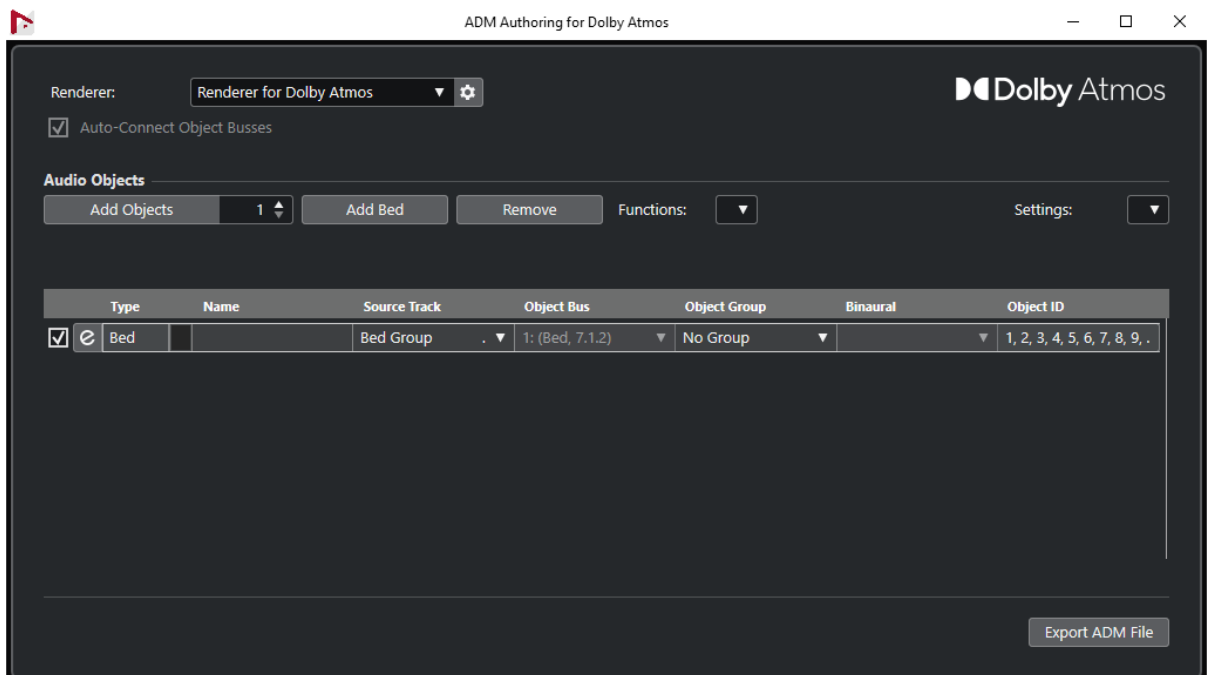 ADM Authoring for Dolby Atmos
Renderer: Renderer for Dolby Atmos
Dolby Atmos
Auto-Connect Object Busses
Audio Objects
Add Objects 1 Add Bed Remove Functions: Settings:
Type Name Source Track Object Bus Object Group Binaural Object ID
e Bed Bed Group . 1: (Bed, 7.1.2) No Group 1, 2, 3, 4, 5, 6, 7, 8, 9, .
Export ADM File